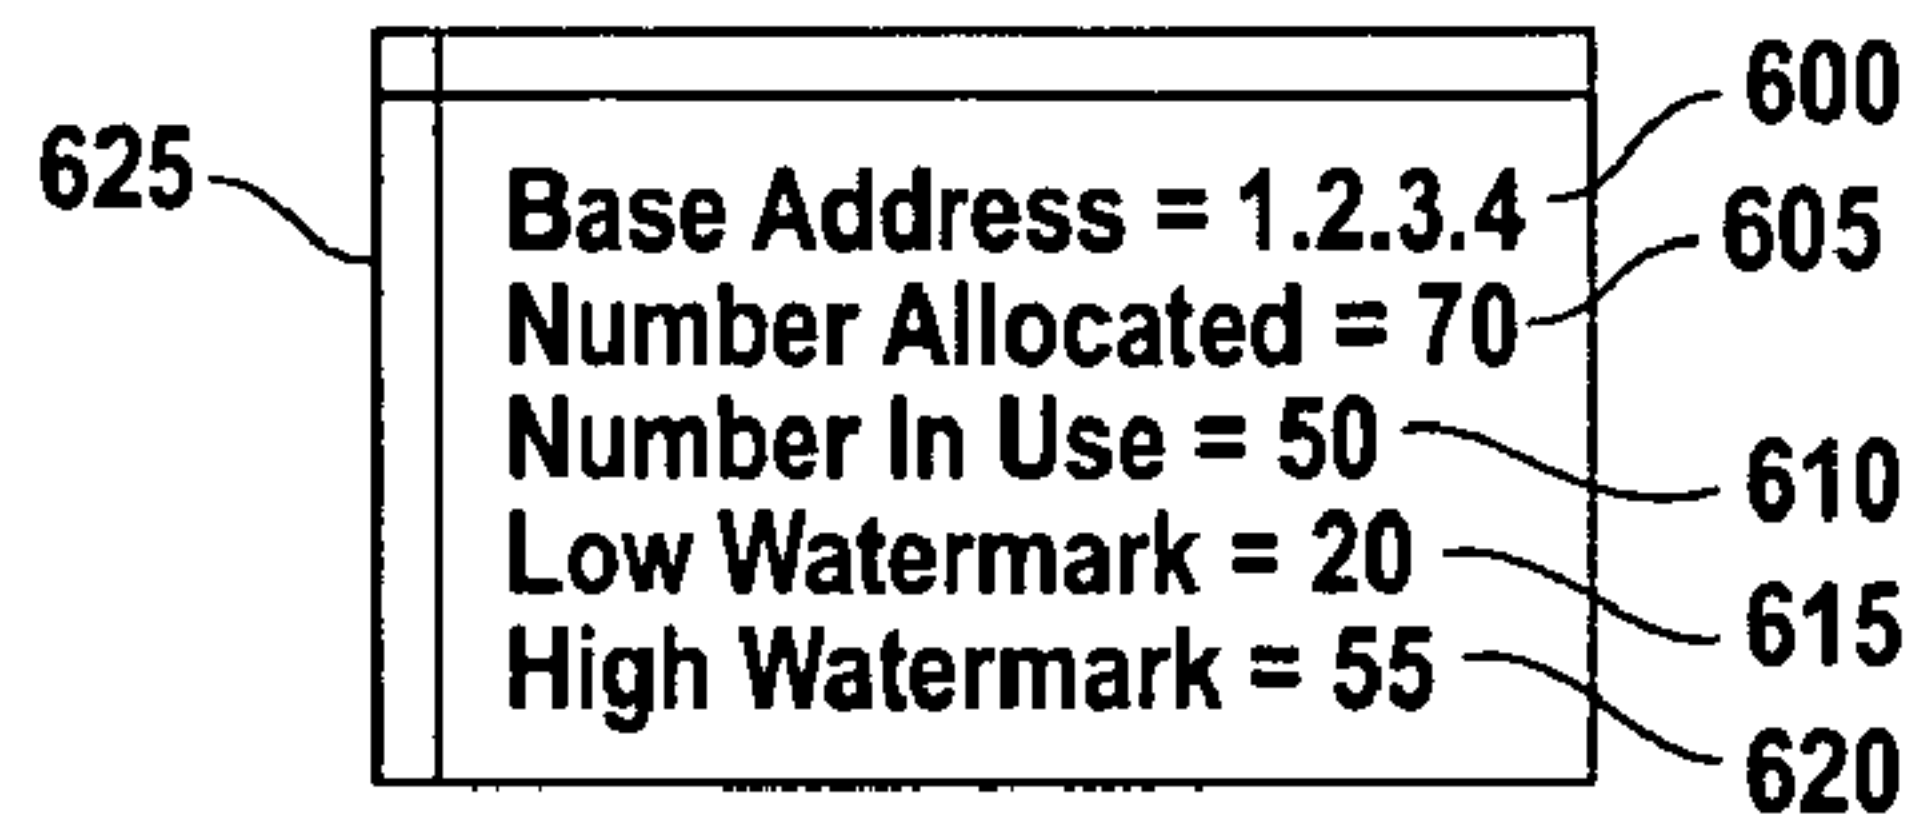 600
625
Base Address = 1.2.3.4
605
Number Allocated = 70
Number In Use = 50
610
Low Watermark = 20
615
High Watermark = 55
620